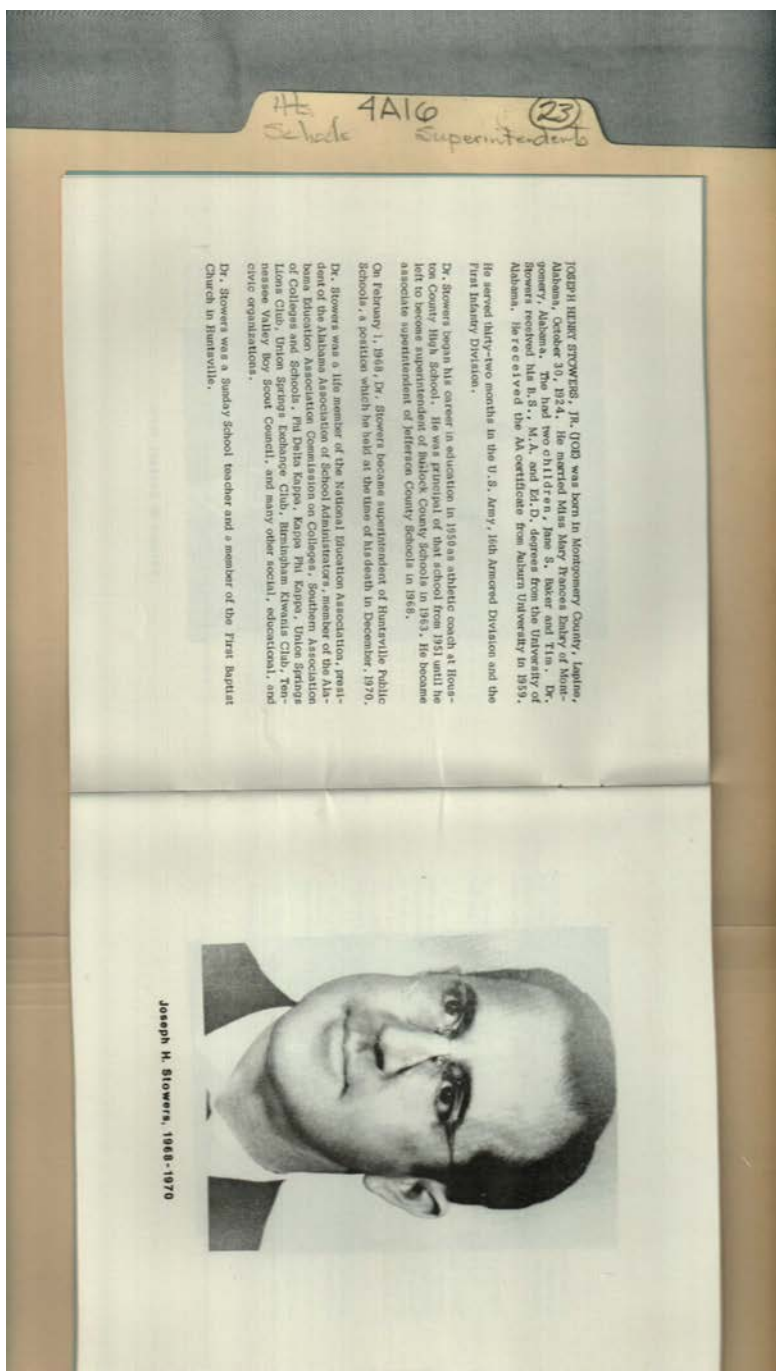 4A16 (23)
Schools Superintendents
JOSEPH HENRY STOWERS, JR. (JOE) was born in Montgomery County, Lapine,
Alabama, October 30, 1924. He married Miss Mary Frances Embry of Mont-
gomery, Alabama. The had two children, Jane S. Baker and Tim. Dr.
Stowers received his B.S., M.A. and Ed.D. degrees from the University of
Alabama. He received the AA certificate from Auburn University in 1959.
He served thirty-two months in the U.S. Army, 16th Armored Division and the
First Infantry Division.
Dr. Stowers began his career in education in 1950 as athletic coach at Hous-
ton County High School. He was principal of that school from 1951 until he
left to become superintendent of Bullock County Schools in 1963. He became
associate superintendent of Jefferson County Schools in 1968.
On February 1, 1968, Dr. Stowers became superintendent of Huntsville Public
Schools, a position which he held at the time of his death in December, 1970.
Dr. Stowers was a life member of the National Education Association, presi-
dent of the Alabama Association of School Administrators, member of the Ala-
bama Education Association Commission on Colleges, Southern Association
of Colleges and Schools, Phi Delta Kappa, Kappa Phi Kappa, Union Springs
Lions Club, Union Springs Exchange Club, Birmingham Kiwanis Club, Ten-
nessee Valley Boy Scout Council, and many other social, educational, and
civic organizations.
Dr. Stowers was a Sunday School teacher and a member of the First Baptist
Church in Huntsville.
Joseph H. Stowers, 1968-1970